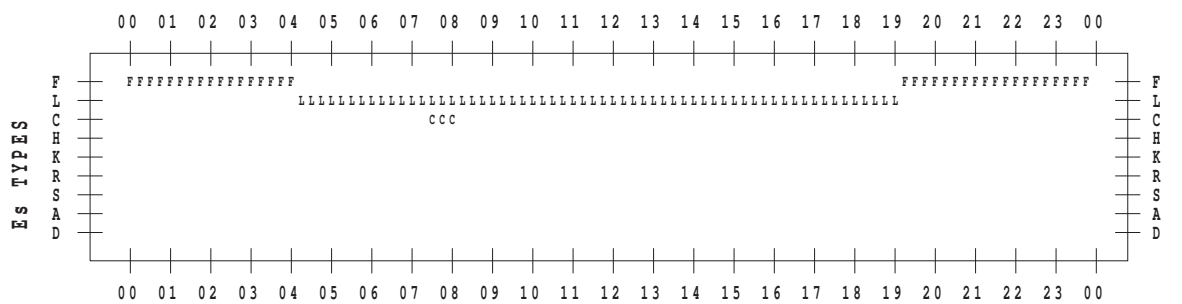 00 01 02 03 04 05 06 07 08 09 10 11 12 13 14 15 16 17 18 19 20 21 22 23 00
F FFFFFFFFFFFFFFFFF FFFFFFFFFFFFFFFFFFF F
L LLLLLLLLLLLLLLLLLLLLLLLLLLLLLLLLLLLLLLLLLLLLLLLLLLLLLLLLLLLL L
C CCC C
H H
K K
R R
S S
A A
D D
Es TYPES
00 01 02 03 04 05 06 07 08 09 10 11 12 13 14 15 16 17 18 19 20 21 22 23 00